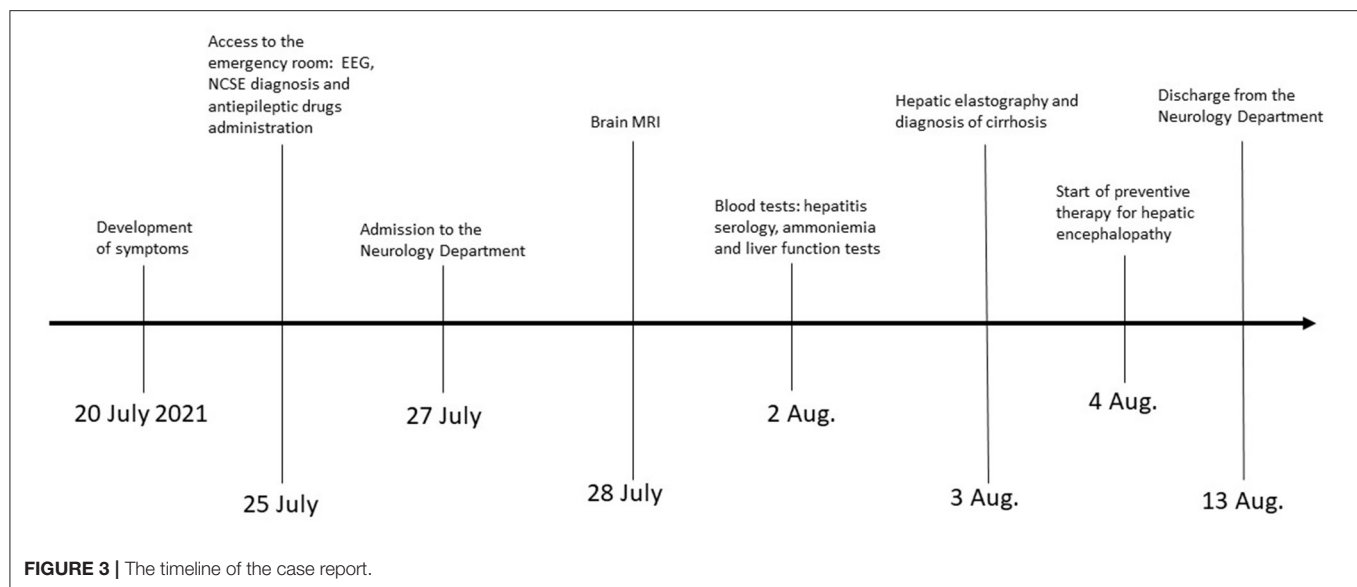 Development
of symptoms
20 July 2021
Access to the
emergency room: EEG,
NCSE diagnosis and
antiepileptic drugs
administration
25 July
Admission to the
Neurology Department
27 July
Brain MRI
28 July
Blood tests: hepatitis
serology, ammoniemia
and liver function tests
2 Aug.
Hepatic elastography and
diagnosis of cirrhosis
3 Aug.
Start of preventive
therapy for hepatic
encephalopathy
4 Aug.
Discharge from the
Neurology Department
13 Aug.
FIGURE 3 | The timeline of the case report.